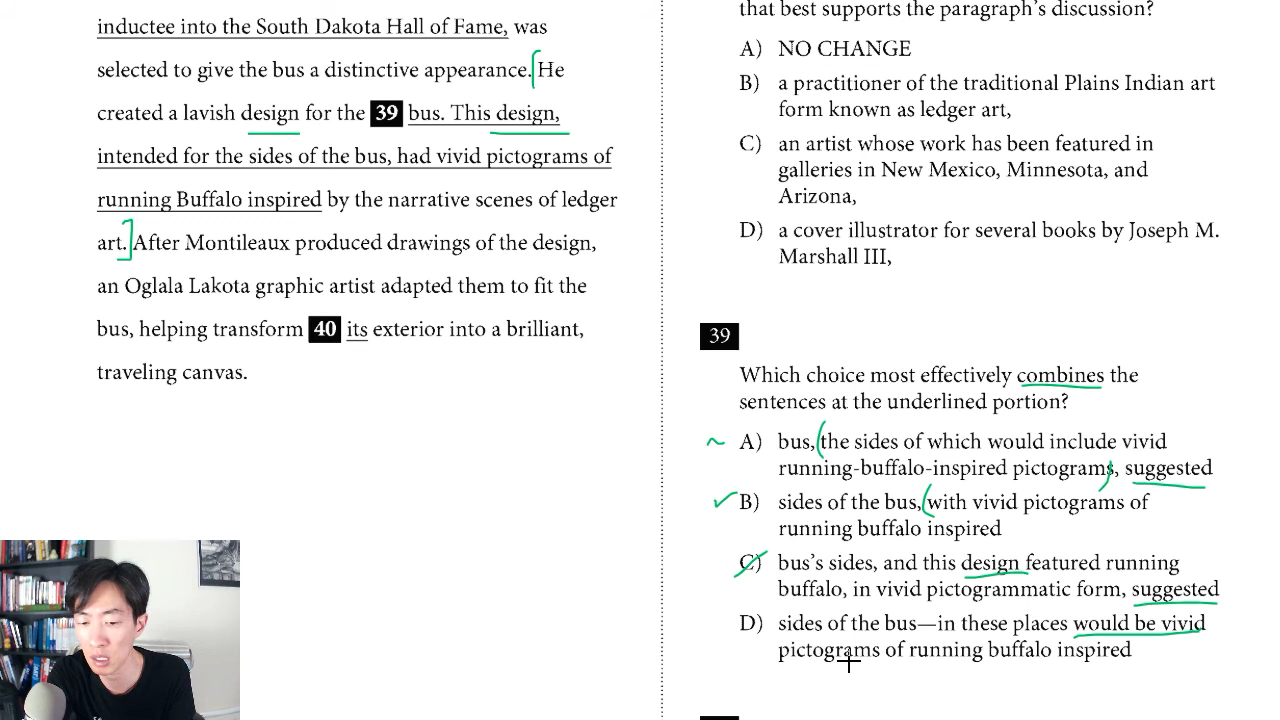 inductee into the South Dakota Hall of Fame, was
selected to give the bus a distinctive appearance. He
created a lavish design for the 39 bus. This design,
intended for the sides of the bus, had vivid pictograms of
running Buffalo inspired by the narrative scenes of ledger
art. After Montileaux produced drawings of the design,
an Oglala Lakota graphic artist adapted them to fit the
bus, helping transform 40 its exterior into a brilliant,
traveling canvas.
that best supports the paragraph's discussion?
A) NO CHANGE
B) a practitioner of the traditional Plains Indian art
form known as ledger art,
C) an artist whose work has been featured in
galleries in New Mexico, Minnesota, and
Arizona,
D) a cover illustrator for several books by Joseph M.
Marshall III,
39
Which choice most effectively combines the
sentences at the underlined portion?
A) bus, the sides of which would include vivid
running-buffalo-inspired pictograms, suggested
B) sides of the bus, with vivid pictograms of
running buffalo inspired
C) bus's sides, and this design featured running
buffalo, in vivid pictogrammatic form, suggested
D) sides of the bus—in these places would be vivid
pictograms of running buffalo inspired